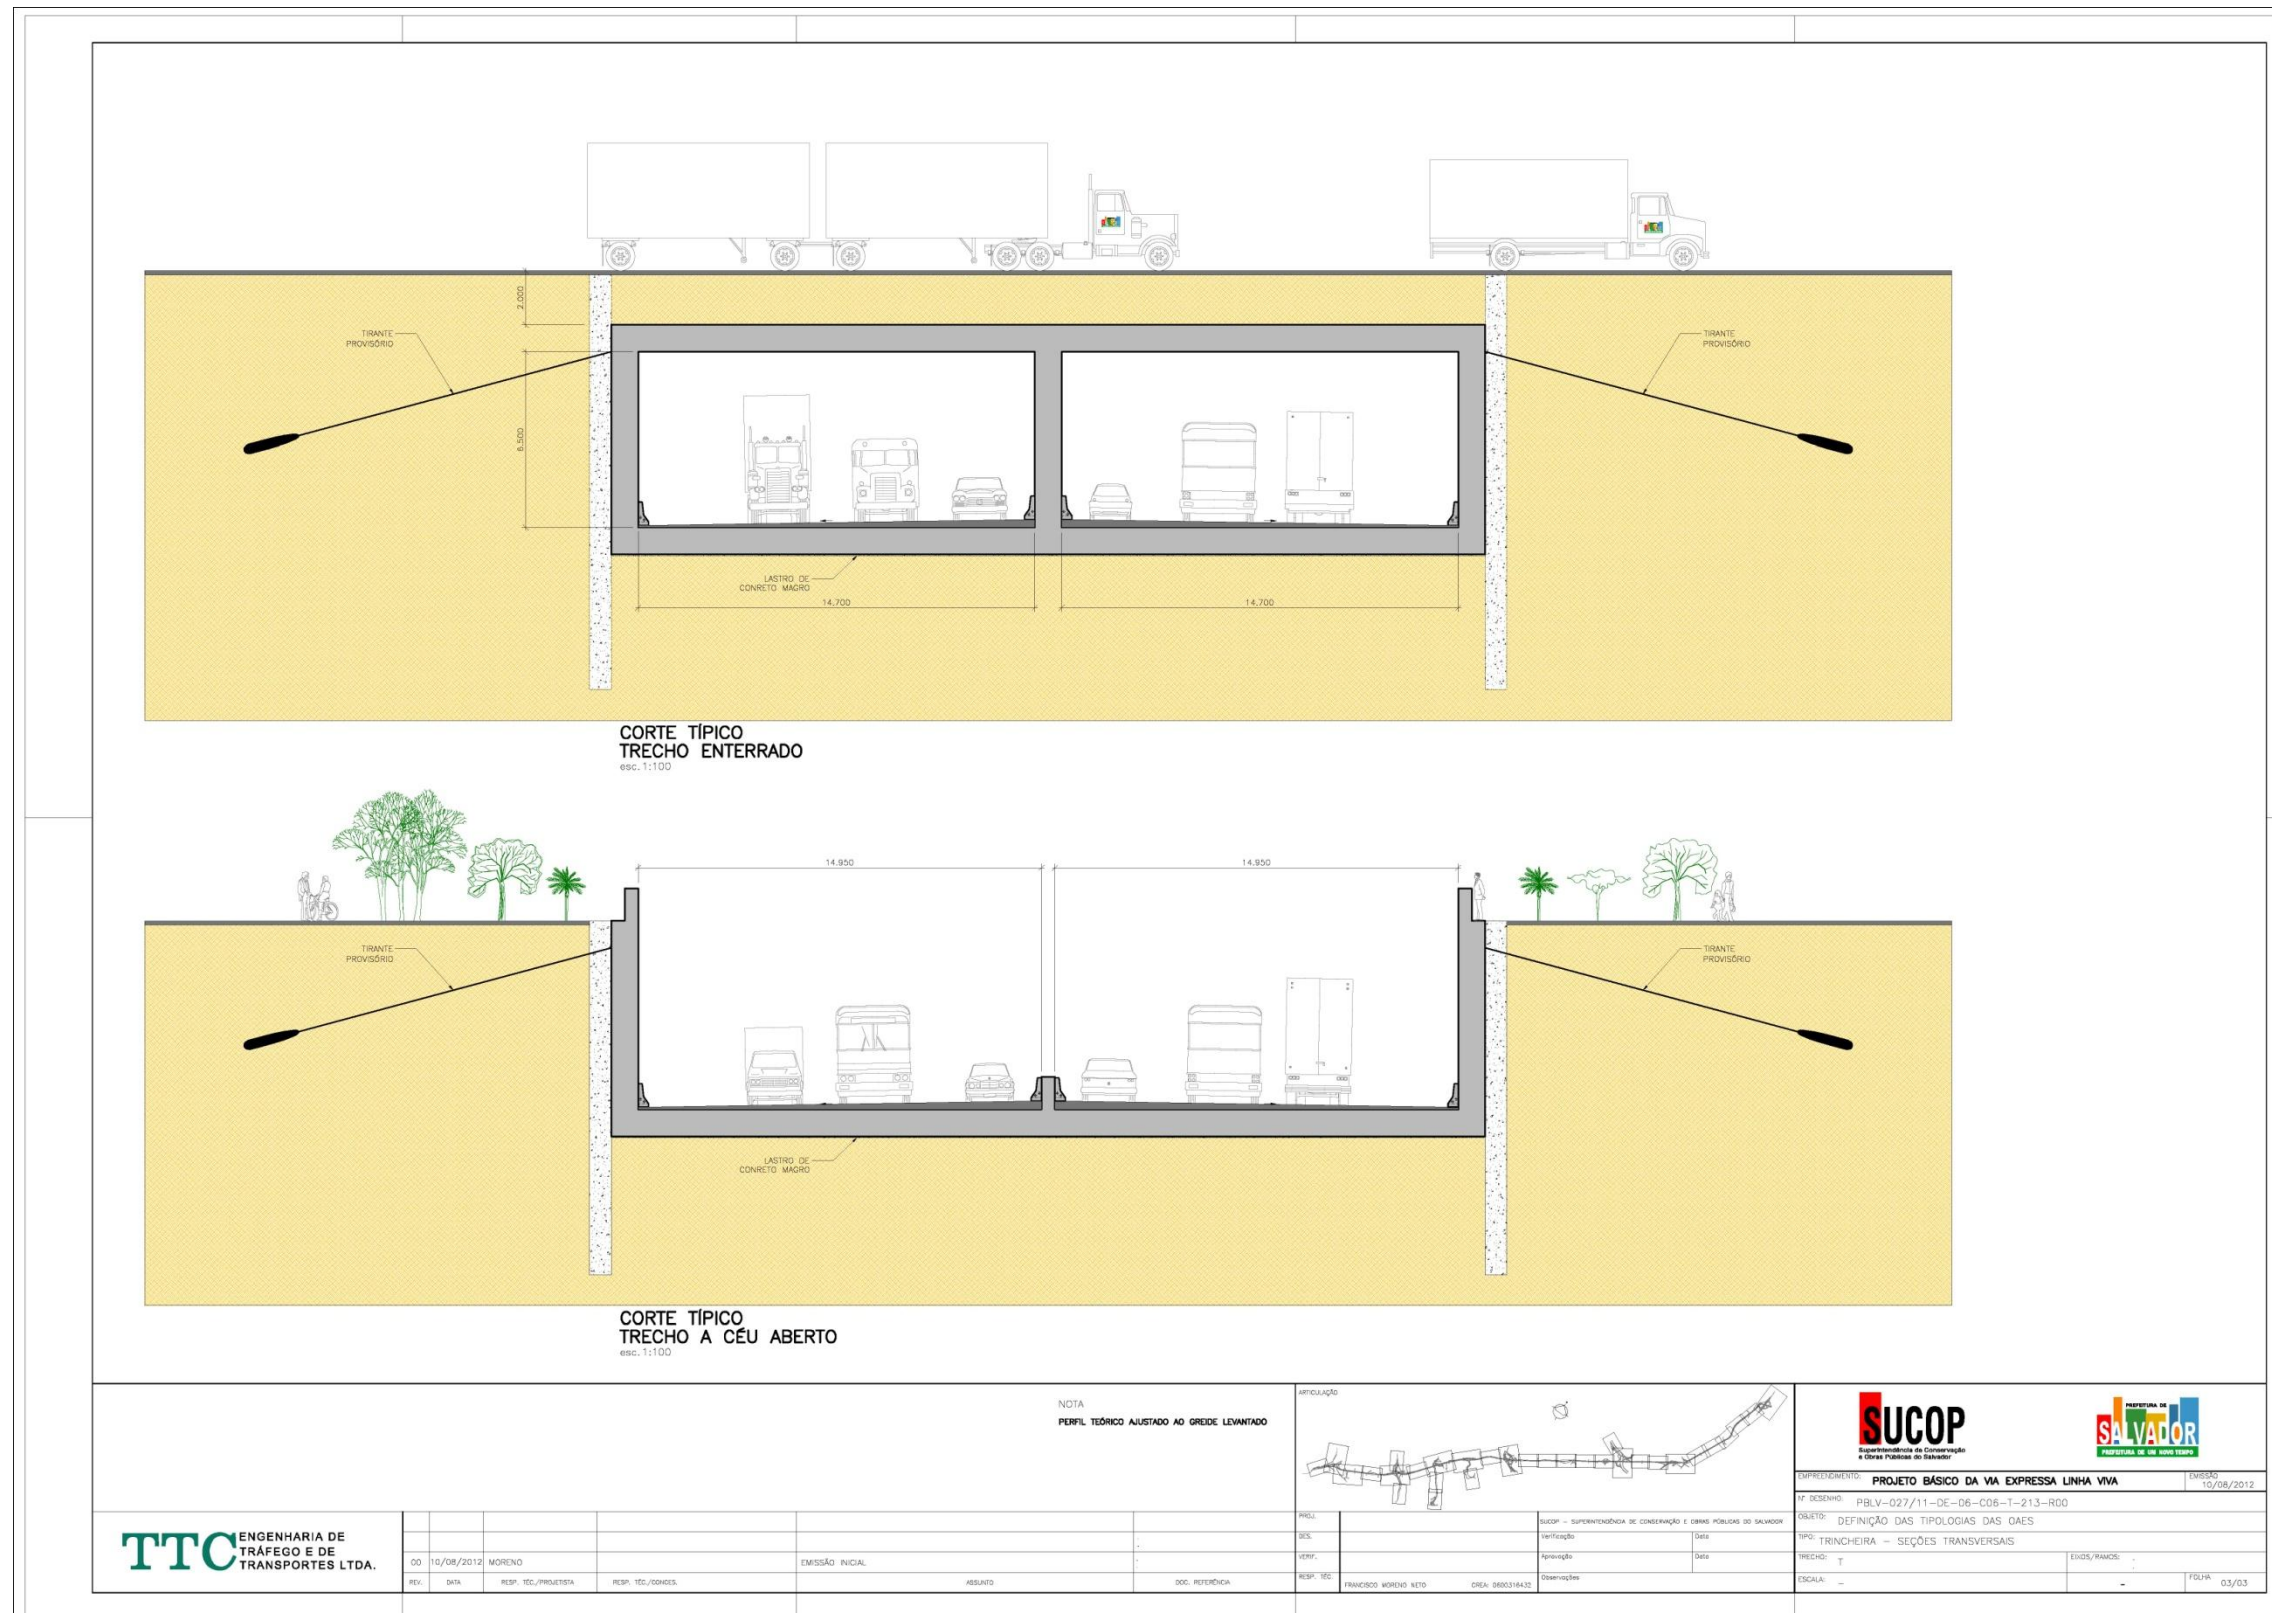 2.000
TIRANTE
PROVISÓRIO
TIRANTE
PROVISÓRIO
6.500
LASTRO DE
CONRETO MAGRO
14.700
14.700
CORTE TÍPICO
TRECHO ENTERRADO
esc. 1:100
14.950
14.950
TIRANTE
PROVISÓRIO
TIRANTE
PROVISÓRIO
LASTRO DE
CONRETO MAGRO
CORTE TÍPICO
TRECHO A CÉU ABERTO
esc. 1:100
NOTA
PERFIL TEÓRICO AJUSTADO AO GREIDE LEVANTADO
ARTICULAÇÃO
SUCOP
Superintendência de Conservação
e Obras Públicas do Salvador
PREFEITURA DE
SALVADOR
PREFEITURA DE UM NOVO TEMPO
EMPREENDIMENTO: PROJETO BÁSICO DA VIA EXPRESSA LINHA VIVA
EMISSÃO 10/08/2012
Nº DESENHO: PBLV-027/11-DE-06-C06-T-213-R00
OBJETO: DEFINIÇÃO DAS TIPOLOGIAS DAS OAES
TIPO: TRINCHEIRA - SEÇÕES TRANSVERSAIS
TRECHO: T
EIXOS/RAMOS:
ESCALA: -
-
FOLHA 03/03
TTC ENGENHARIA DE
TRÁFEGO E DE
TRANSPORTES LTDA.
00 10/08/2012 MORENO EMISSÃO INICIAL
REV. DATA RESP. TÉC./PROJETISTA RESP. TÉC./CONDES. ASSUNTO DOC. REFERÊNCIA
PROJ.
DES.
VERIF.
RESP. TÉC.
FRANCISCO MORENO NETO CREA: 0600316432
SUCOP - SUPERINTENDÊNCIA DE CONSERVAÇÃO E OBRAS PÚBLICAS DO SALVADOR
Verificação Data
Aprovação Data
Observações